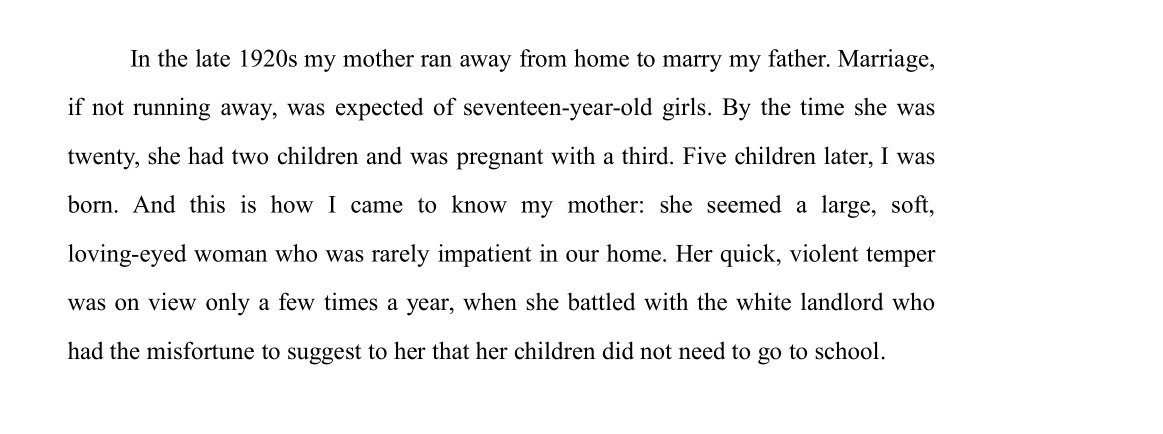 In the late 1920s my mother ran away from home to marry my father. Marriage,
if not running away, was expected of seventeen-year-old girls. By the time she was
twenty, she had two children and was pregnant with a third. Five children later, I was
born. And this is how I came to know my mother: she seemed a large, soft,
loving-eyed woman who was rarely impatient in our home. Her quick, violent temper
was on view only a few times a year, when she battled with the white landlord who
had the misfortune to suggest to her that her children did not need to go to school.